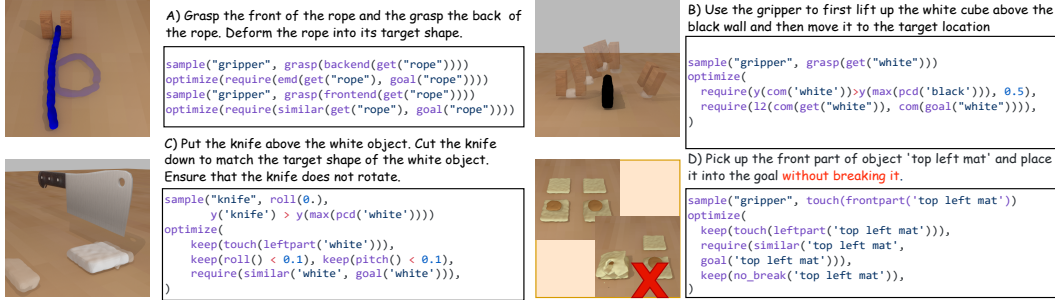 A) Grasp the front of the rope and the grasp the back of
the rope. Deform the rope into its target shape.
sample("gripper", grasp(backend(get("rope"))))
optimize(require(emd(get("rope"), goal("rope"))))
sample("gripper", grasp(frontend(get("rope"))))
optimize(require(similar(get("rope"), goal("rope"))))
B) Use the gripper to first lift up the white cube above the
black wall and then move it to the target location
sample("gripper", grasp(get("white")))
optimize(
require(y(com('white'))>y(max(pcd('black'))), 0.5),
require(l2(com(get("white")), com(goal("white")))),
)
C) Put the knife above the white object. Cut the knife
down to match the target shape of the white object.
Ensure that the knife does not rotate.
sample("knife", roll(0.),
y('knife') > y(max(pcd('white'))))
optimize(
keep(touch(leftpart('white'))),
keep(roll() < 0.1), keep(pitch() < 0.1),
require(similar('white', goal('white'))),
)
D) Pick up the front part of object 'top left mat' and place
it into the goal without breaking it.
sample("gripper", touch(frontpart('top left mat'))
optimize(
keep(touch(leftpart('top left mat'))),
require(similar('top left mat',
goal('top left mat'))),
keep(no_break('top left mat')),
)